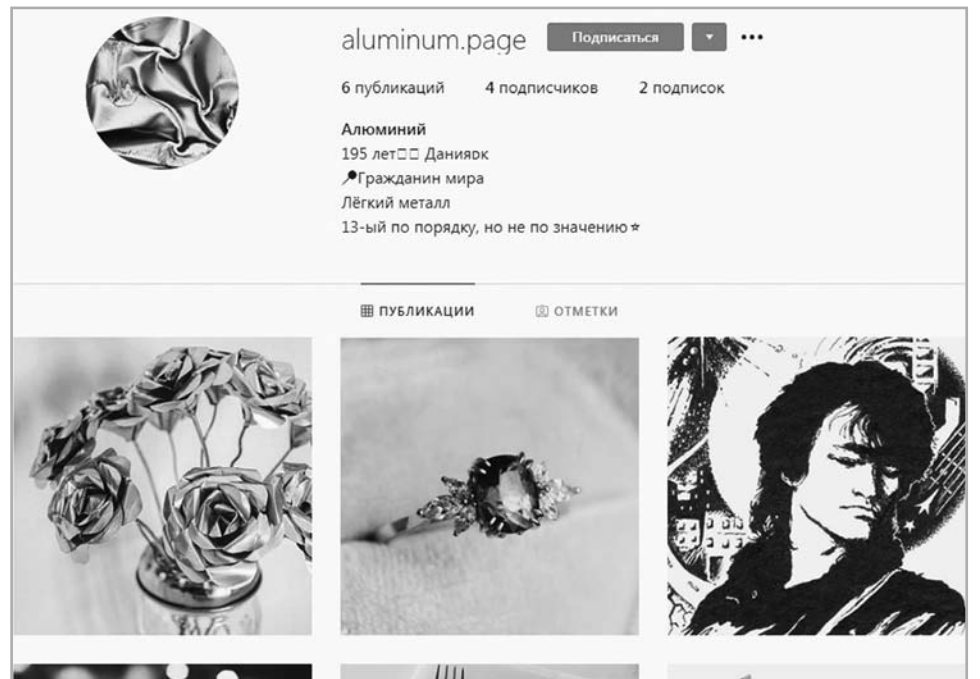 aluminum.page Подписаться
6 публикаций 4 подписчиков 2 подписок
Алюминий
195 лет Даниярк
Гражданин мира
Лёгкий металл
13-ый по порядку, но не по значению
ПУБЛИКАЦИИ ОТМЕТКИ